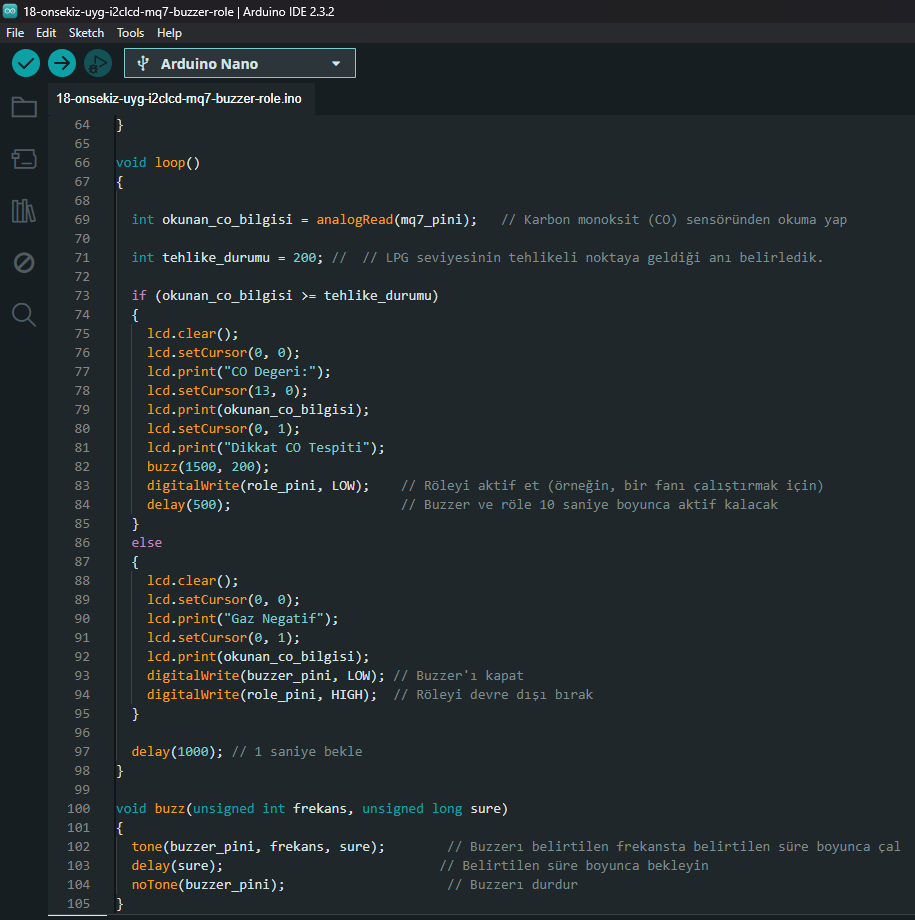 18-onsekiz-uyg-i2clcd-mq7-buzzer-role | Arduino IDE 2.3.2
File Edit Sketch Tools Help
Arduino Nano
18-onsekiz-uyg-i2clcd-mq7-buzzer-role.ino
64 }
65
66 void loop()
67 {
68
69 int okunan_co_bilgisi = analogRead(mq7_pini); // Karbon monoksit (CO) sensöründen okuma yap
70
71 int tehlike_durumu = 200; // // LPG seviyesinin tehlikeli noktaya geldiği anı belirledik.
72
73 if (okunan_co_bilgisi >= tehlike_durumu)
74 {
75 lcd.clear();
76 lcd.setCursor(0, 0);
77 lcd.print("CO Degeri:");
78 lcd.setCursor(13, 0);
79 lcd.print(okunan_co_bilgisi);
80 lcd.setCursor(0, 1);
81 lcd.print("Dikkat CO Tespiti");
82 buzz(1500, 200);
83 digitalWrite(role_pini, LOW); // Röleyi aktif et (örneğin, bir fanı çalıştırmak için)
84 delay(500); // Buzzer ve röle 10 saniye boyunca aktif kalacak
85 }
86 else
87 {
88 lcd.clear();
89 lcd.setCursor(0, 0);
90 lcd.print("Gaz Negatif");
91 lcd.setCursor(0, 1);
92 lcd.print(okunan_co_bilgisi);
93 digitalWrite(buzzer_pini, LOW); // Buzzer'ı kapat
94 digitalWrite(role_pini, HIGH); // Röleyi devre dışı bırak
95 }
96
97 delay(1000); // 1 saniye bekle
98 }
99
100 void buzz(unsigned int frekans, unsigned long sure)
101 {
102 tone(buzzer_pini, frekans, sure); // Buzzerı belirtilen frekansta belirtilen süre boyunca çal
103 delay(sure); // Belirtilen süre boyunca bekleyin
104 noTone(buzzer_pini); // Buzzerı durdur
105 }